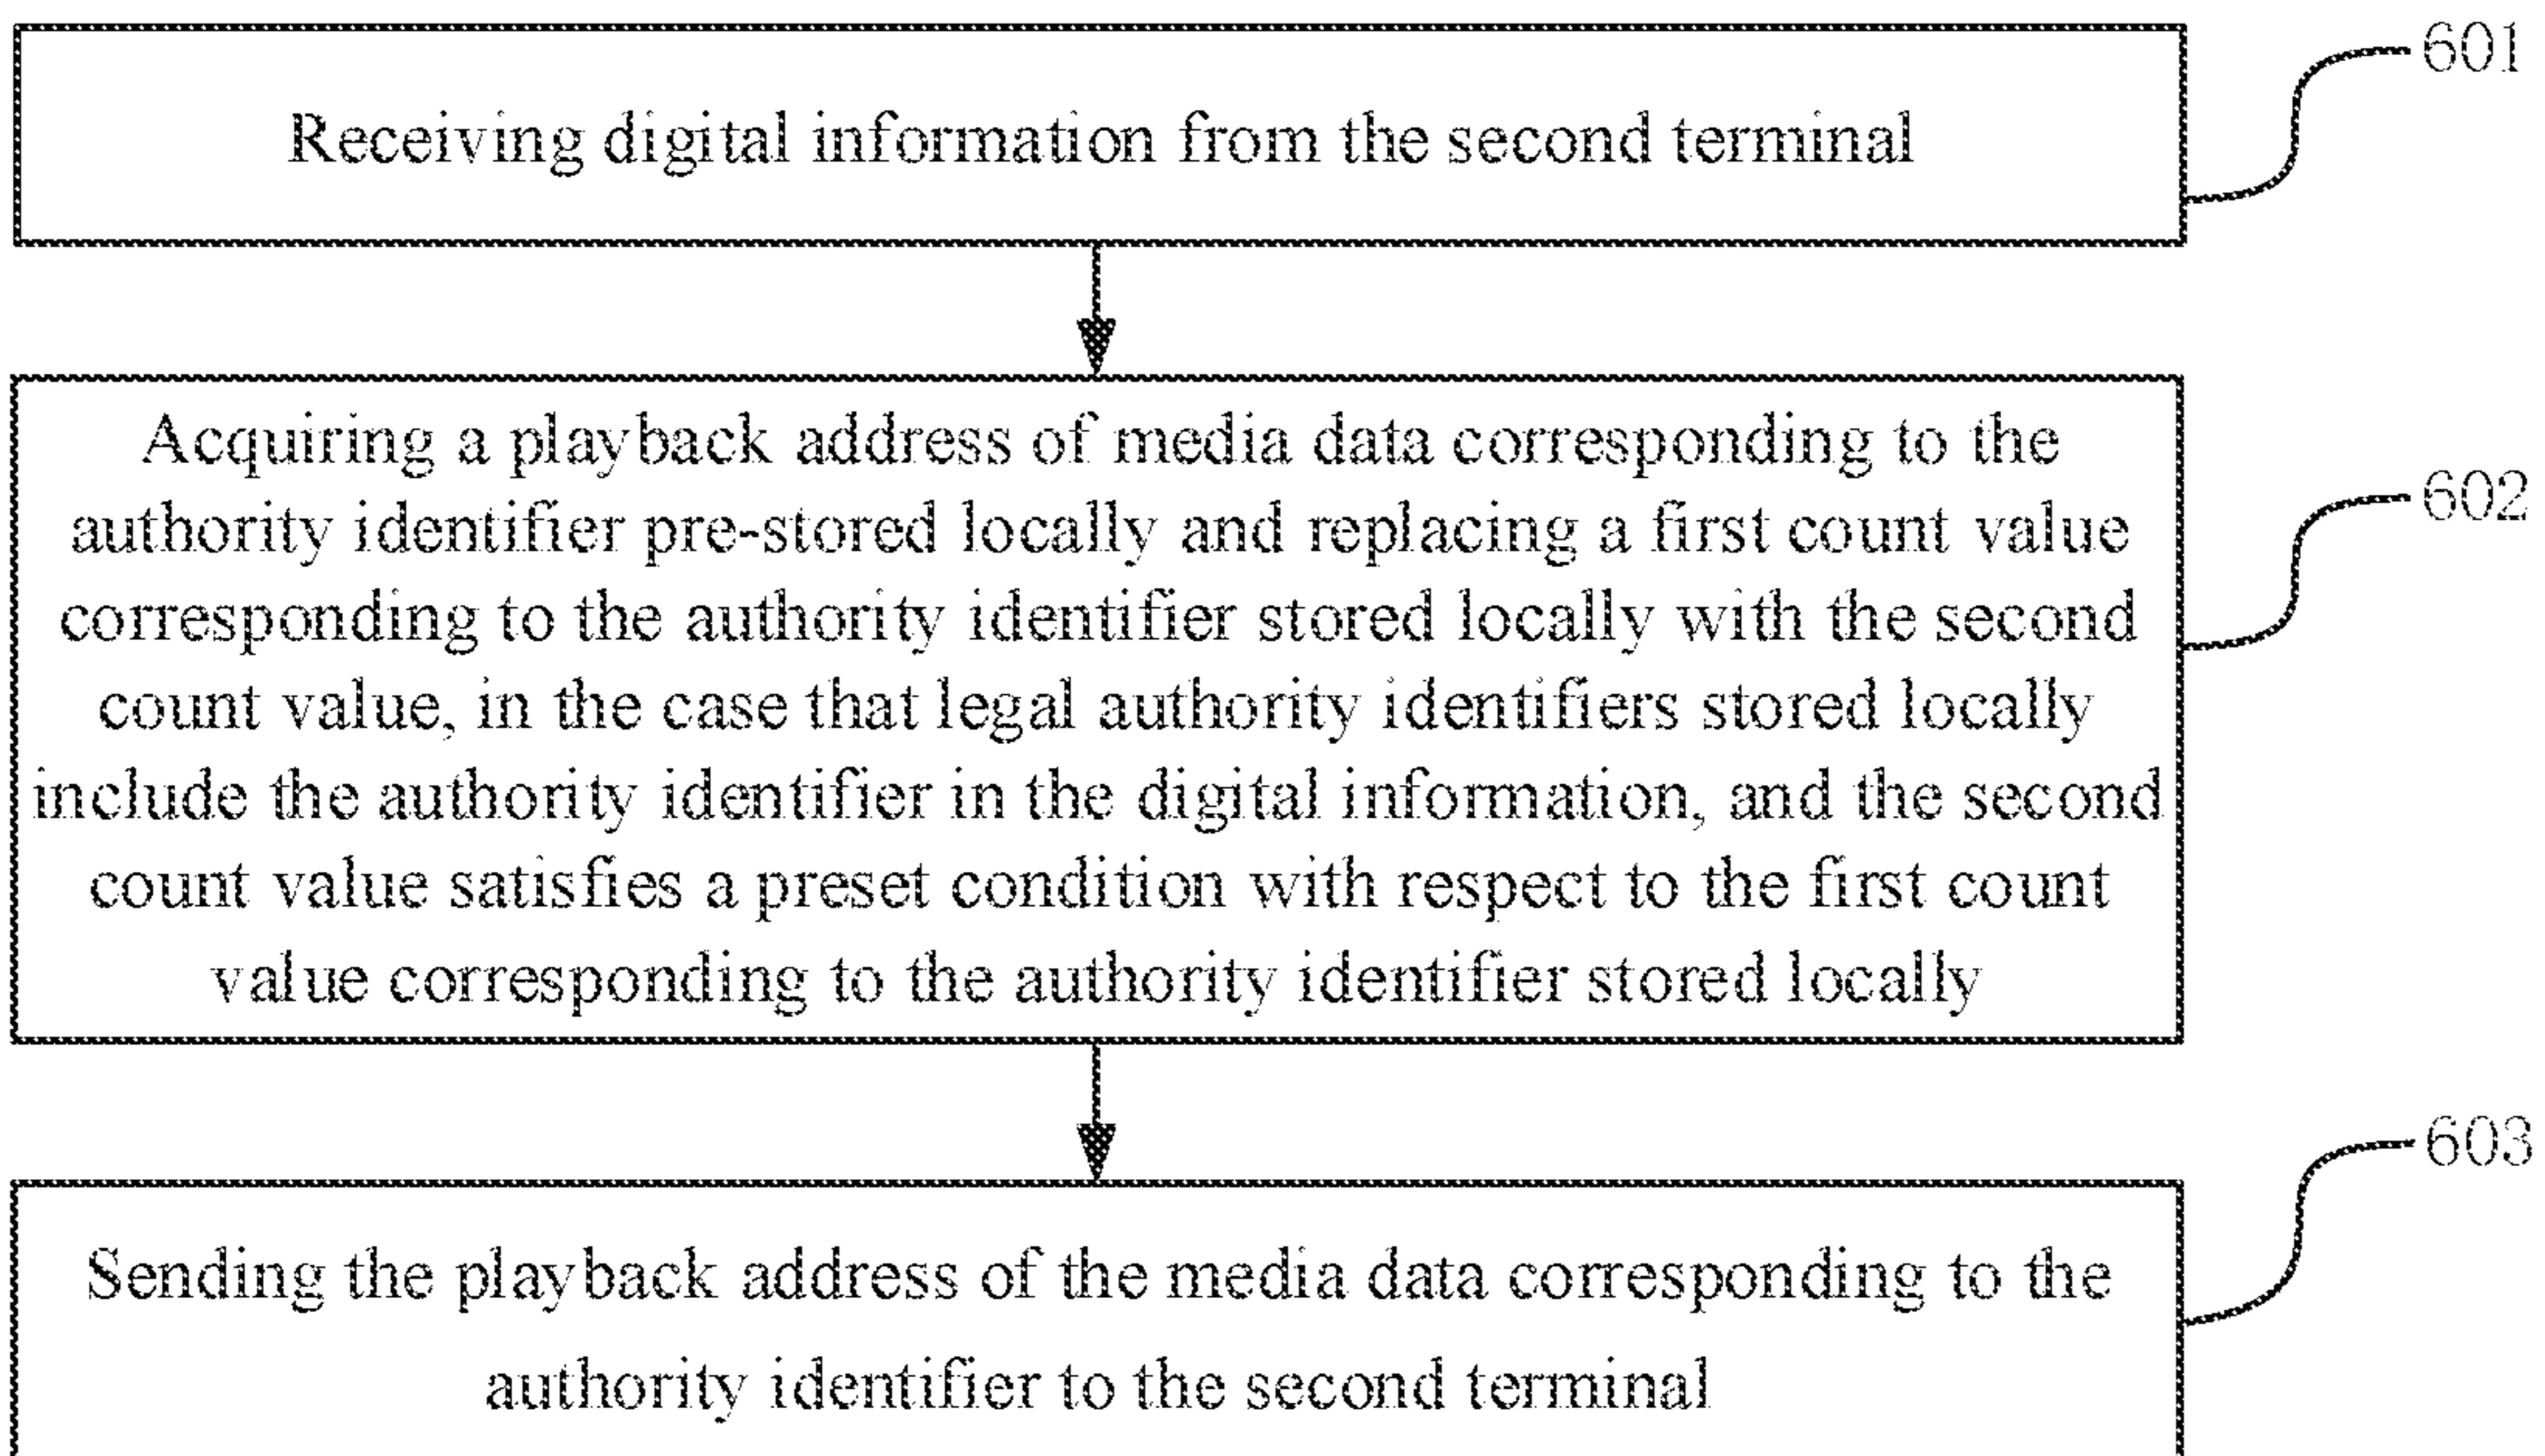 Receiving digital information from the second terminal
601
Acquiring a playback address of media data corresponding to the
authority identifier pre-stored locally and replacing a first count value
corresponding to the authority identifier stored locally with the second
count value, in the case that legal authority identifiers stored locally
include the authority identifier in the digital information, and the second
count value satisfies a preset condition with respect to the first count
value corresponding to the authority identifier stored locally
602
Sending the playback address of the media data corresponding to the
authority identifier to the second terminal
603